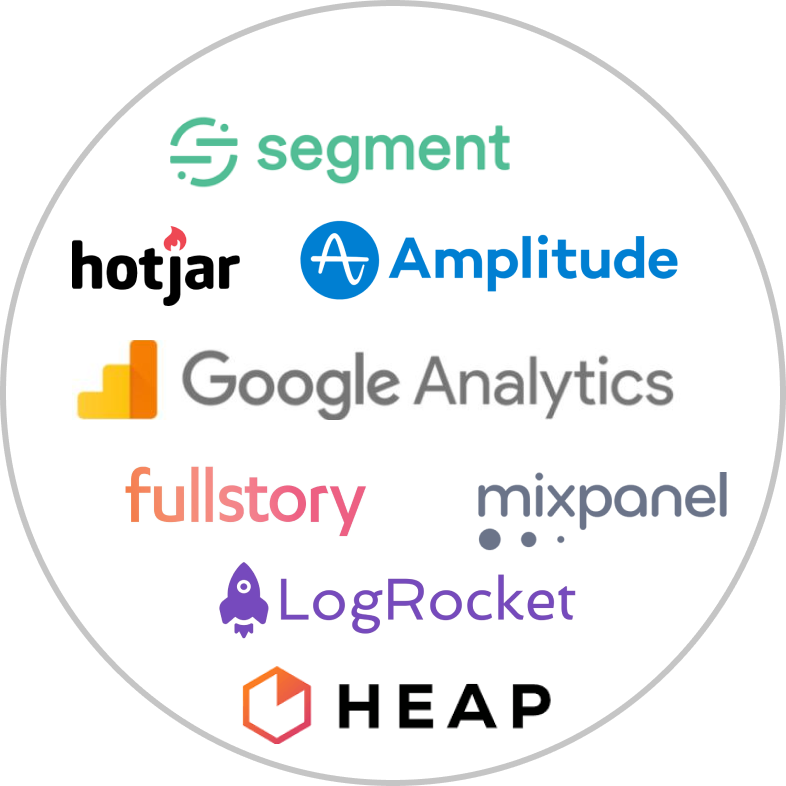 segment
hotjar
Amplitude
Google Analytics
fullstory
mixpanel
LogRocket
HEAP